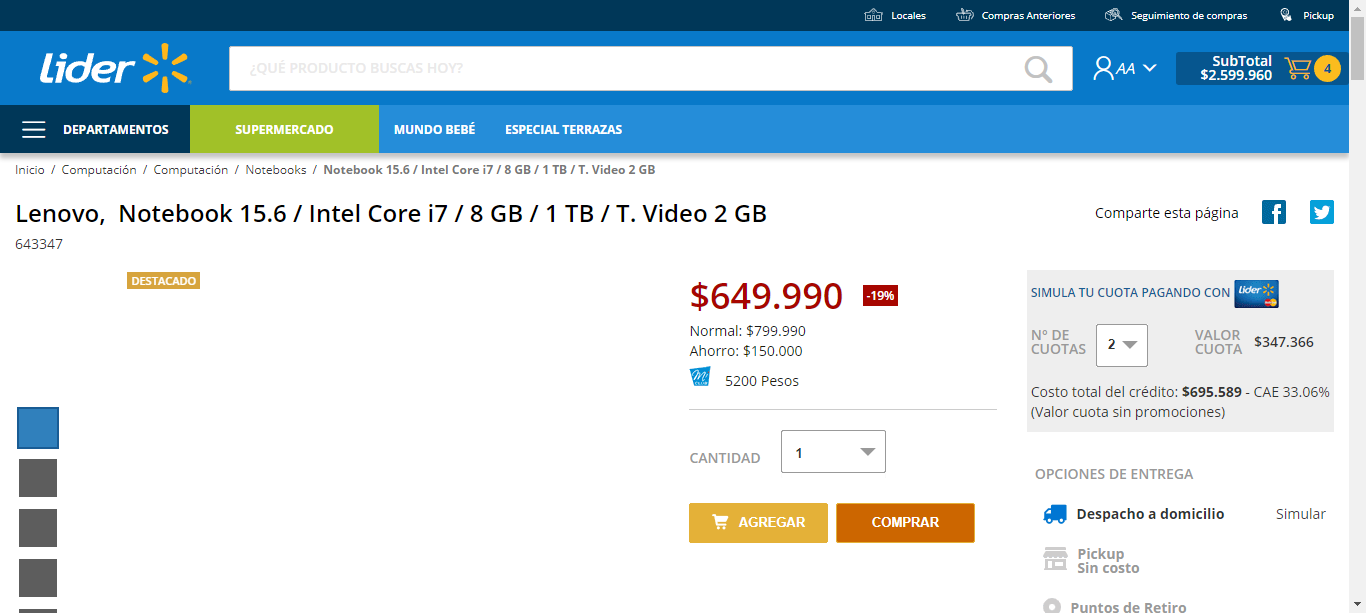 Locales Compras Anteriores Seguimiento de compras Pickup
Lider
¿QUÉ PRODUCTO BUSCAS HOY?
AA
SubTotal
$2.599.960
4
DEPARTAMENTOS SUPERMERCADO MUNDO BEBÉ ESPECIAL TERRAZAS
Inicio / Computación / Computación / Notebooks / Notebook 15.6 / Intel Core i7 / 8 GB / 1 TB / T. Video 2 GB
Lenovo, Notebook 15.6 / Intel Core i7 / 8 GB / 1 TB / T. Video 2 GB
643347
Comparte esta página
DESTACADO
$649.990 -19%
Normal: $799.990
Ahorro: $150.000
Mi CLUB 5200 Pesos
CANTIDAD 1
AGREGAR COMPRAR
SIMULA TU CUOTA PAGANDO CON Lider
N° DE
CUOTAS
2
VALOR
CUOTA
$347.366
Costo total del crédito: $695.589 - CAE 33.06%
(Valor cuota sin promociones)
OPCIONES DE ENTREGA
Despacho a domicilio Simular
Pickup
Sin costo
Puntos de Retiro